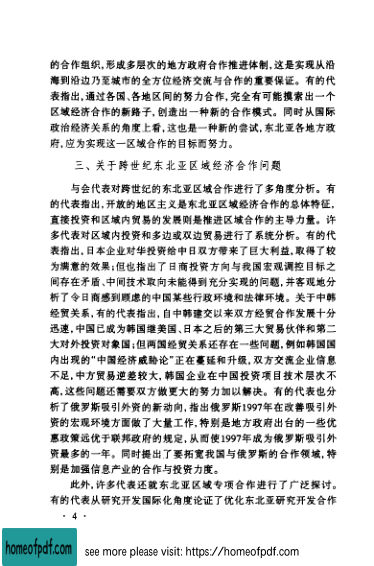 的合作组织,形成多层次的地方政府合作推进体制,这是实现从沿
海到沿边乃至城市的全方位经济交流与合作的重要保证。有的代
表指出,通过各国、各地区间的努力合作,完全有可能摸索出一个
区域经济合作的新路子,创造出一种新的合作模式。同时从国际
政治经济关系的角度上看,这也是一种新的尝试,东北亚各地方政
府,应为实现这一区域合作的目标而努力。
三、关于跨世纪东北亚区域经济合作问题
与会代表对跨世纪的东北亚区域合作进行了多角度分析。有
的代表指出,开放的地区主义是东北亚区域经济合作的总体特征,
直接投资和区域内贸易的发展则是推进区域合作的主导力量。许
多代表对区域内投资和多边或双边贸易进行了系统分析。有的代
表指出,日本企业对华投资给中日双方带来了巨大利益,取得了较
为满意的效果;但也指出了日商投资方向与我国宏观调控目标之
间存在矛盾、中间技术取向未能得到充分实现的问题,并客观地分
析了令日商感到顾虑的中国某些行政环境和法律环境。关于中韩
经贸关系,有的代表指出,自中韩建交以来双方经贸合作发展十分
迅速,中国已成为韩国继美国、日本之后的第三大贸易伙伴和第二
大对外投资对象国;但两国经贸关系还存在一些问题,例如韩国国
内出现的“中国经济威胁论”正在蔓延和升级,双方交流企业信息
不足,中方贸易逆差较大,韩国企业在中国投资项目技术层次不
高,这些问题还需要双方做更大的努力加以解决。有的代表也分
析了俄罗斯吸引外资的新动向,指出俄罗斯1997年在改善吸引外
资的宏观环境方面做了大量工作,特别是地方政府出台的一些优
惠政策远优于联邦政府的规定,从而使1997年成为俄罗斯吸引外
资最多的一年。同时提出了要拓宽我国与俄罗斯的合作领域,特
别是加强信息产业的合作与投资力度。
此外,许多代表还就东北亚区域专项合作进行了广泛探讨。
有的代表从研究开发国际化角度论证了优化东北亚研究开发合作
· 4 ·
homeofpdf.com
see more please visit: https://homeofpdf.com